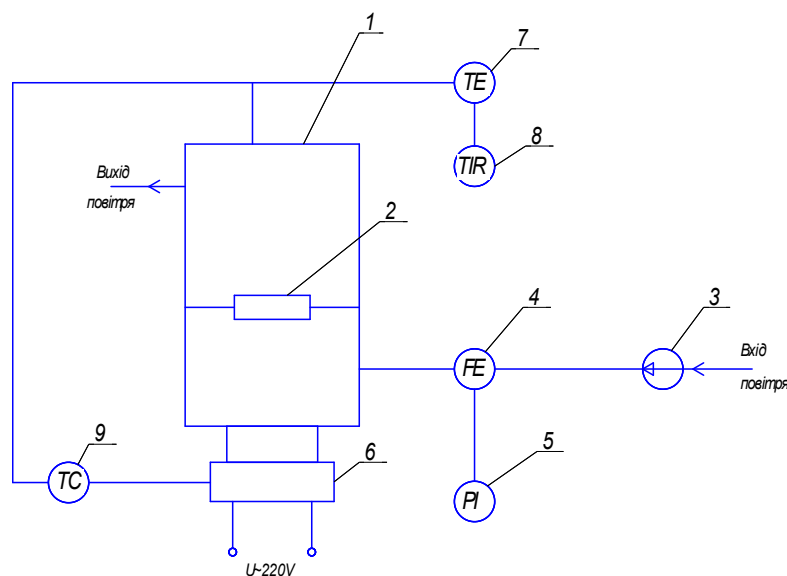 1
7
TE
8
TIR
Вихід
повітря
2
4
3
FE
Вхід
повітря
9
TC
6
5
PI
U~220V